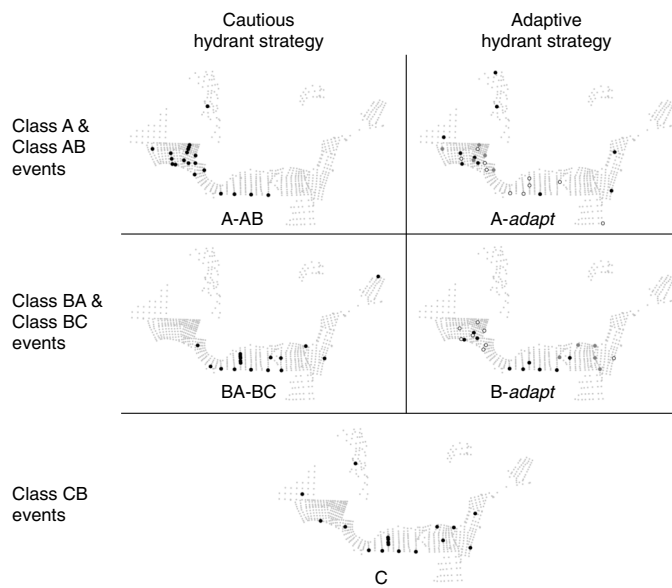 Cautious
hydrant strategy
Adaptive
hydrant strategy
Class A &
Class AB
events
A-AB
A-adapt
Class BA &
Class BC
events
BA-BC
B-adapt
Class CB
events
C